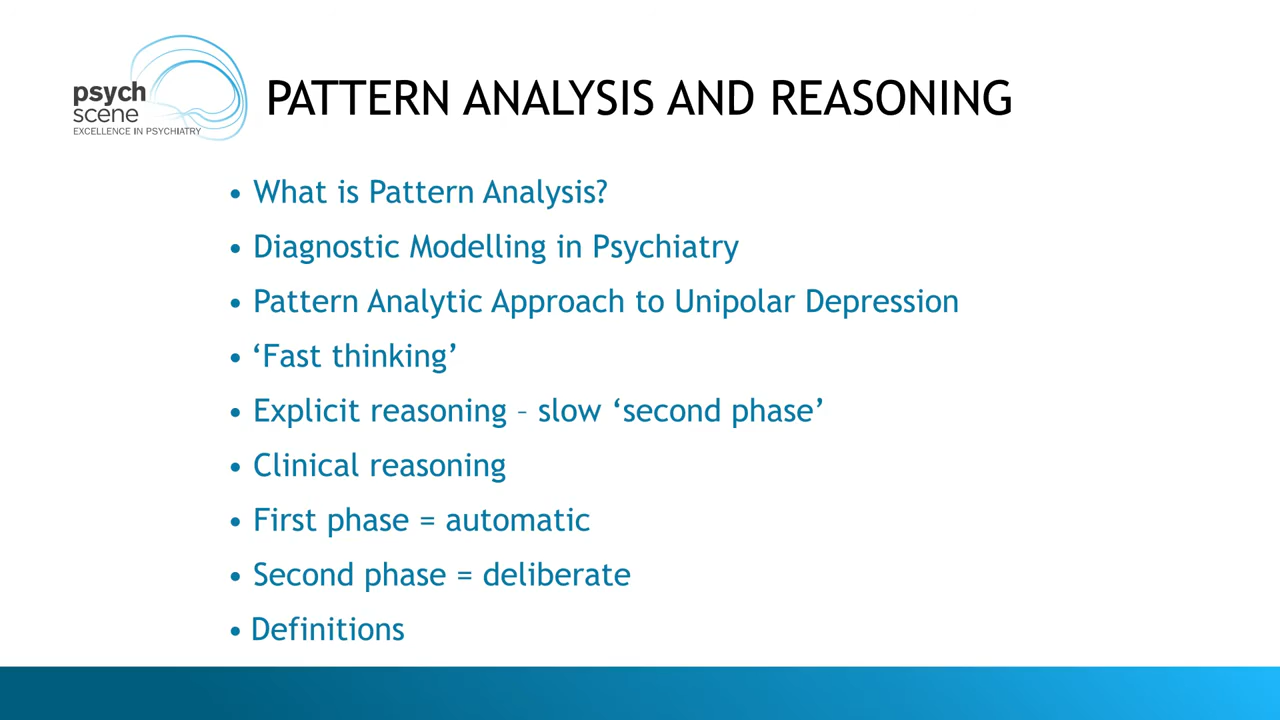 psych
scene
EXCELLENCE IN PSYCHIATRY
PATTERN ANALYSIS AND REASONING
• What is Pattern Analysis?
• Diagnostic Modelling in Psychiatry
• Pattern Analytic Approach to Unipolar Depression
• ‘Fast thinking’
• Explicit reasoning – slow ‘second phase’
• Clinical reasoning
• First phase = automatic
• Second phase = deliberate
• Definitions